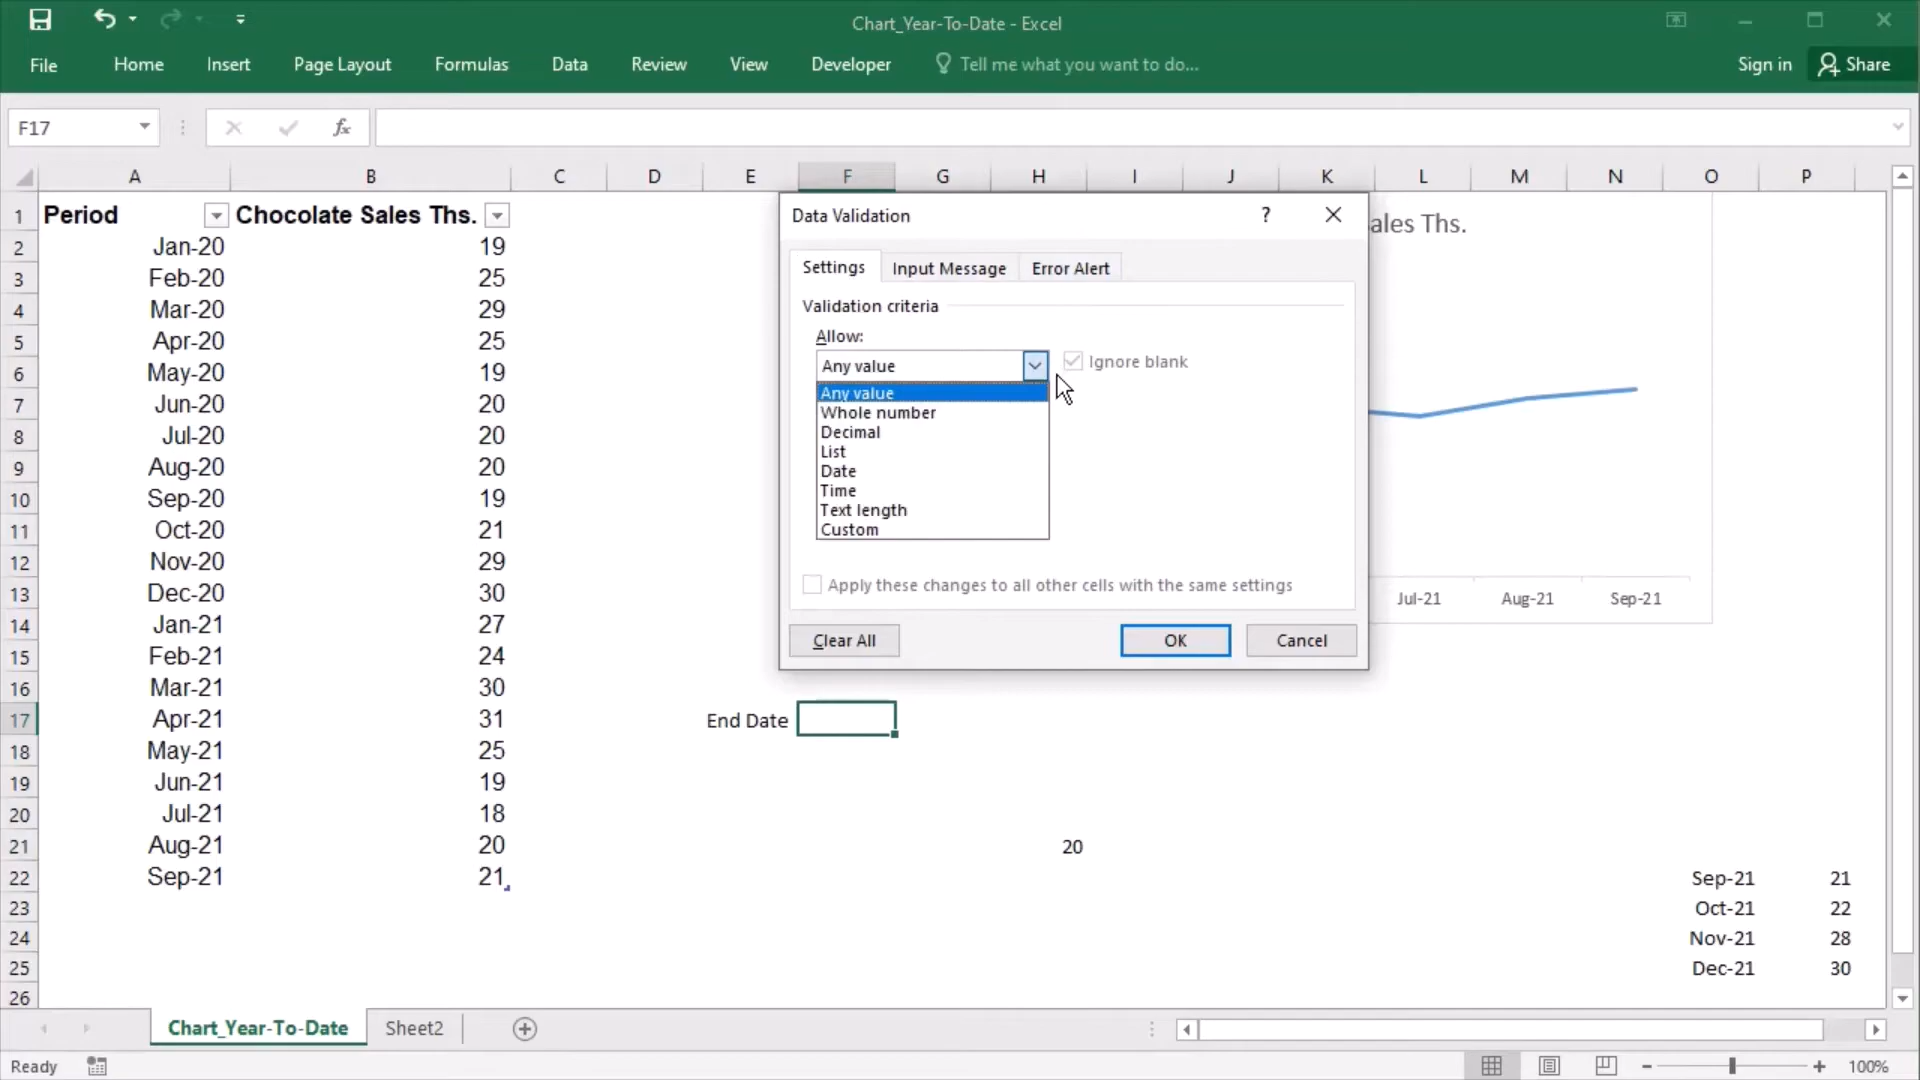 Chart_Year-To-Date - Excel
File Home Insert Page Layout Formulas Data Review View Developer Tell me what you want to do... Sign in Share
F17 fx
A B C D E F G H I J K L M N O P
1 Period Chocolate Sales Ths.
2 Jan-20 19
3 Feb-20 25
4 Mar-20 29
5 Apr-20 25
6 May-20 19
7 Jun-20 20
8 Jul-20 20
9 Aug-20 20
10 Sep-20 19
11 Oct-20 21
12 Nov-20 29
13 Dec-20 30
14 Jan-21 27
15 Feb-21 24
16 Mar-21 30
17 Apr-21 31 End Date
18 May-21 25
19 Jun-21 19
20 Jul-21 18
21 Aug-21 20 20
22 Sep-21 21 Sep-21 21
23 Oct-21 22
24 Nov-21 28
25 Dec-21 30
26
ales Ths.
Jul-21 Aug-21 Sep-21
Data Validation ?
Settings Input Message Error Alert
Validation criteria
Allow:
Any value Ignore blank
Any value
Whole number
Decimal
List
Date
Time
Text length
Custom
Apply these changes to all other cells with the same settings
Clear All OK Cancel
Chart_Year-To-Date Sheet2
Ready 100%